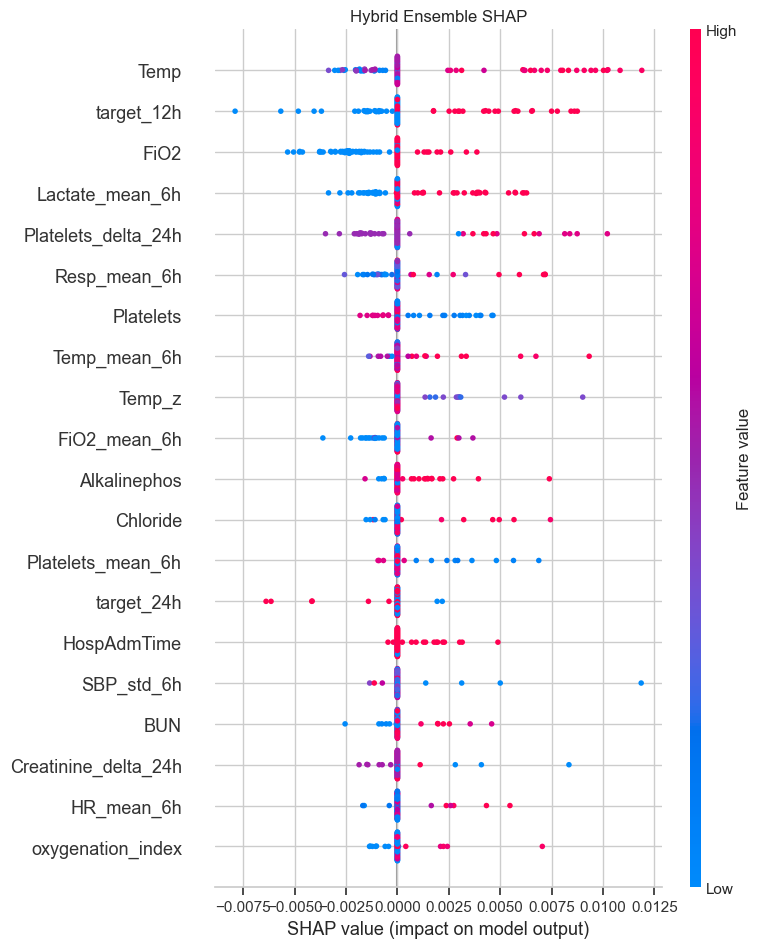 Hybrid Ensemble SHAP
High
Temp
target_12h
FiO2
Lactate_mean_6h
Platelets_delta_24h
Resp_mean_6h
Platelets
Temp_mean_6h
Temp_z
FiO2_mean_6h
Alkalinephos
Chloride
Platelets_mean_6h
target_24h
HospAdmTime
SBP_std_6h
BUN
Creatinine_delta_24h
HR_mean_6h
oxygenation_index
Feature value
Low
−0.0075 −0.0050 −0.0025 0.0000 0.0025 0.0050 0.0075 0.0100 0.0125
SHAP value (impact on model output)